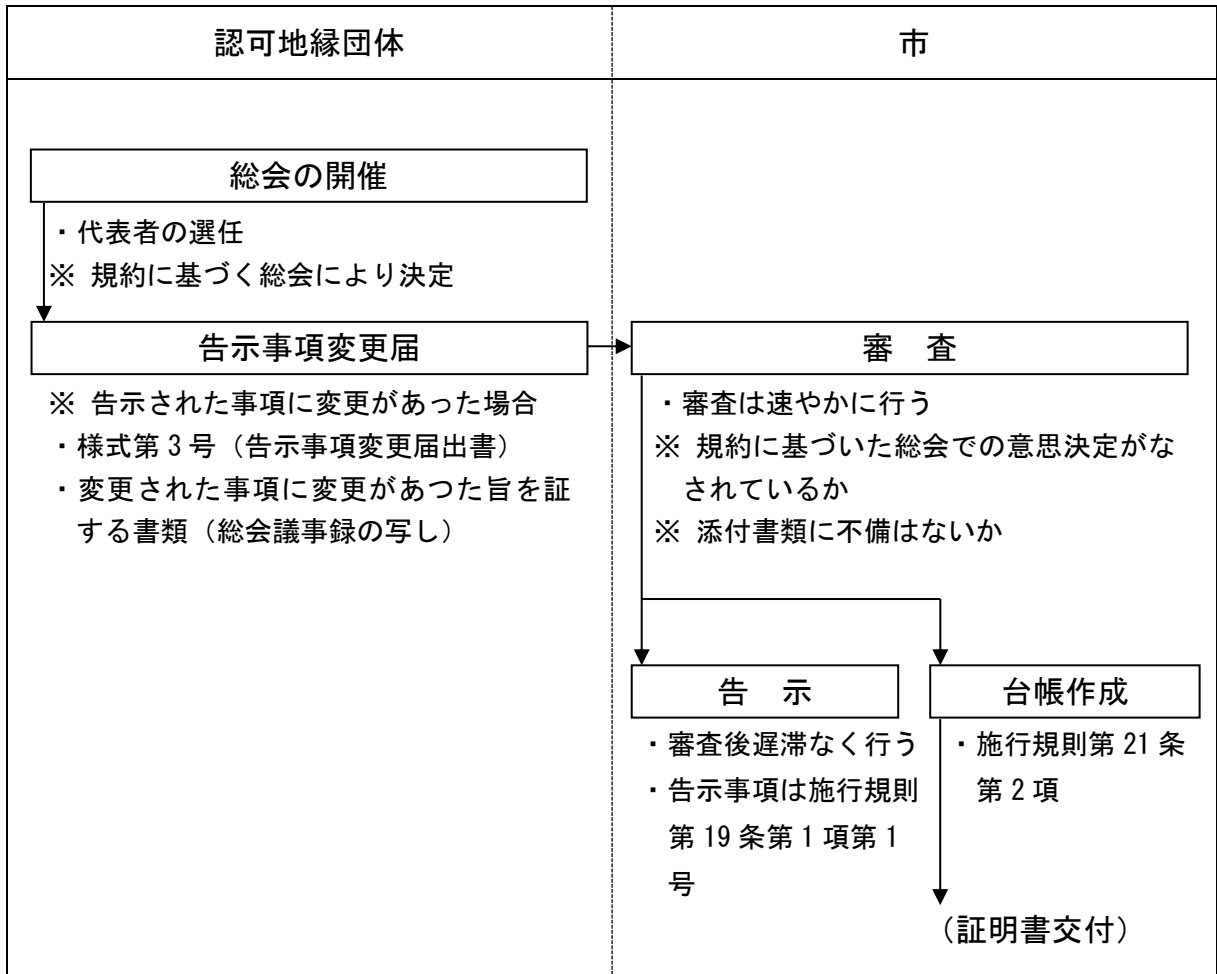 認可地縁団体
市
総会の開催
・代表者の選任
※ 規約に基づく総会により決定
告示事項変更届
※ 告示された事項に変更があった場合
・様式第3号（告示事項変更届出書）
・変更された事項に変更があつた旨を証
する書類（総会議事録の写し）
審　査
・審査は速やかに行う
※ 規約に基づいた総会での意思決定がな
されているか
※ 添付書類に不備はないか
告　示
・審査後遅滞なく行う
・告示事項は施行規則
第19条第1項第1
号
台帳作成
・施行規則第21条
第2項
（証明書交付）